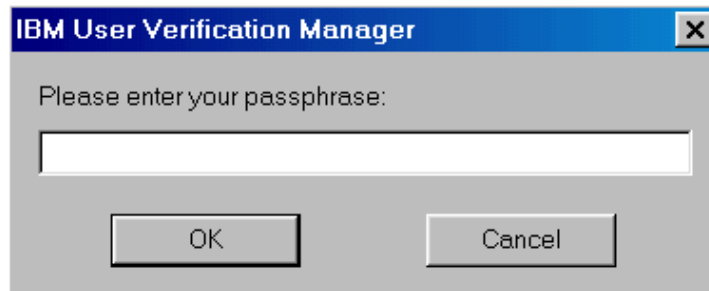 IBM User Verification Manager
Please enter your passphrase:
OK
Cancel